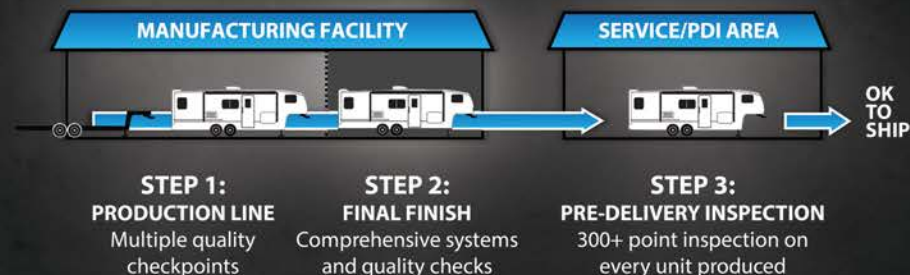 MANUFACTURING FACILITY
SERVICE/PDI AREA
OK
TO
SHIP
STEP 1:
PRODUCTION LINE
Multiple quality
checkpoints
STEP 2:
FINAL FINISH
Comprehensive systems
and quality checks
STEP 3:
PRE-DELIVERY INSPECTION
300+ point inspection on
every unit produced